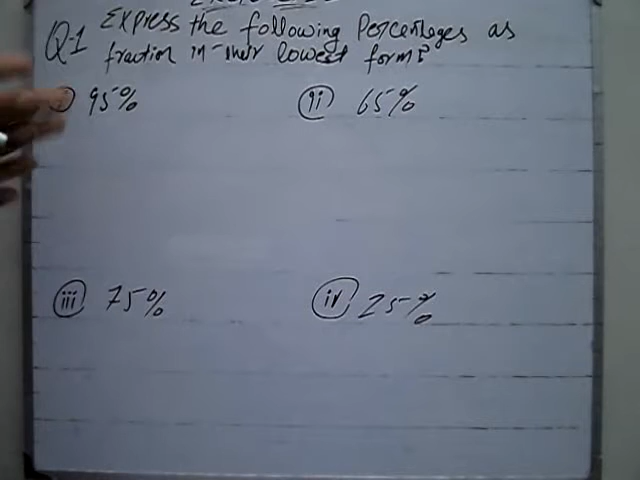 Q-1 Express the following Percentages as
fraction in their lowest form?
(i) 95% (ii) 65%
(iii) 75% (iv) 25%